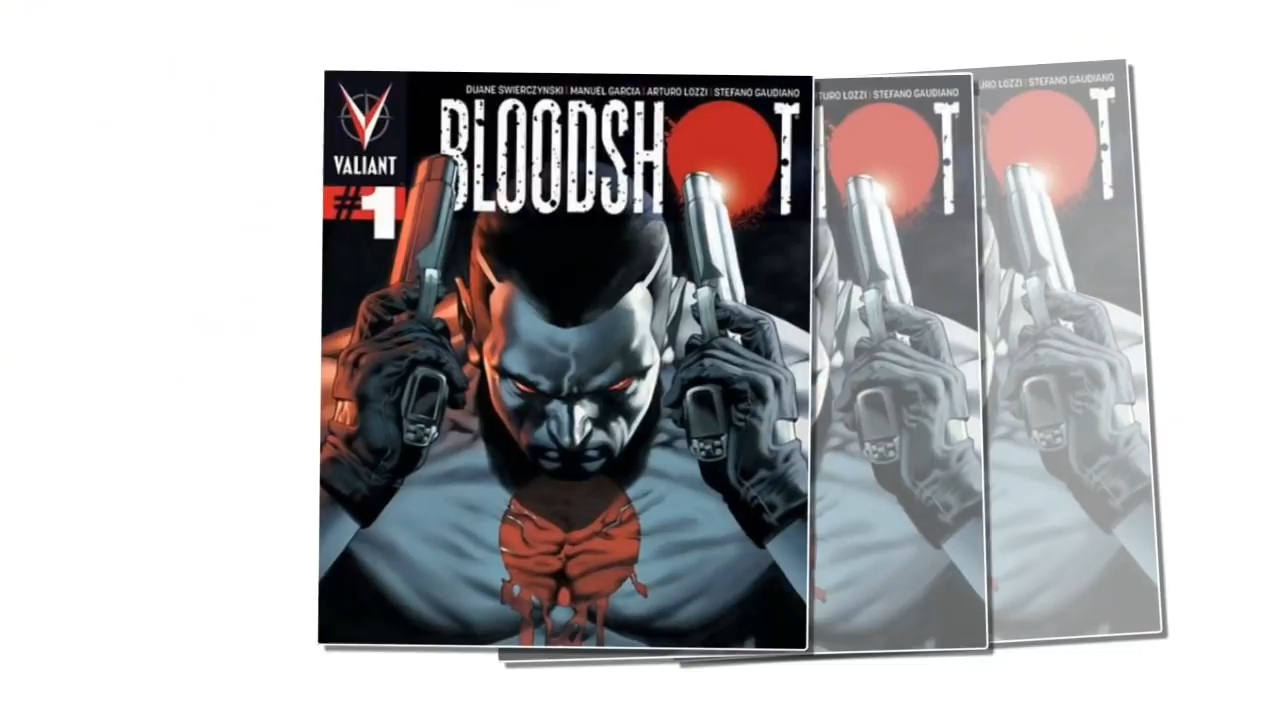 DUANE SWIERCZYNSKI | MANUEL GARCIA | ARTURO LOZZI | STEFANO GAUDIANO
BLOODSHOT
VALIANT
#1
TURO LOZZI | STEFANO GAUDIANO
T
URO LOZZI | STEFANO GAUDIANO
T